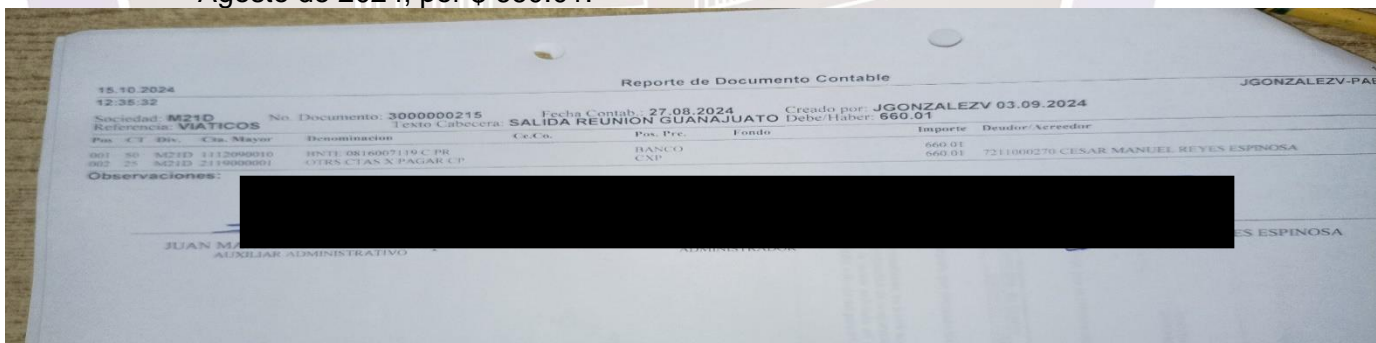 Agosto de 2024, por $ 660.01.
15.10.2024 Reporte de Documento Contable JGONZALEZV-PAE
12:35:32
Sociedad: M21D No. Documento: 3000000215 Fecha Contab.: 27.08.2024 Creado por: JGONZALEZV 03.09.2024
Referencia: VIATICOS Texto Cabecera: SALIDA REUNION GUANAJUATO Debe/Haber: 660.01
Pos CT Div. Cta. Mayor Denominacion Ce.Co. Pos. Pre. Fondo Importe Deudor/Acreedor
001 50 M21D 1112090010 BNTE 0816007119 C PR BANCO 660.01
002 25 M21D 2119000001 OTRS CTAS X PAGAR CP CXP 660.01 7211000270 CESAR MANUEL REYES ESPINOSA
Observaciones:
JUAN MA ES ESPINOSA
AUXILIAR ADMINISTRATIVO ADMINISTRADOR